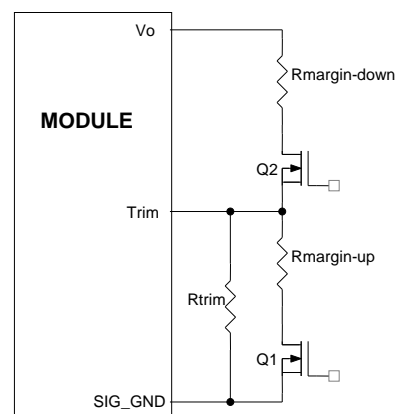 Vo
Rmargin-down
MODULE
Q2
Trim
Rmargin-up
Rtrim
Q1
SIG_GND